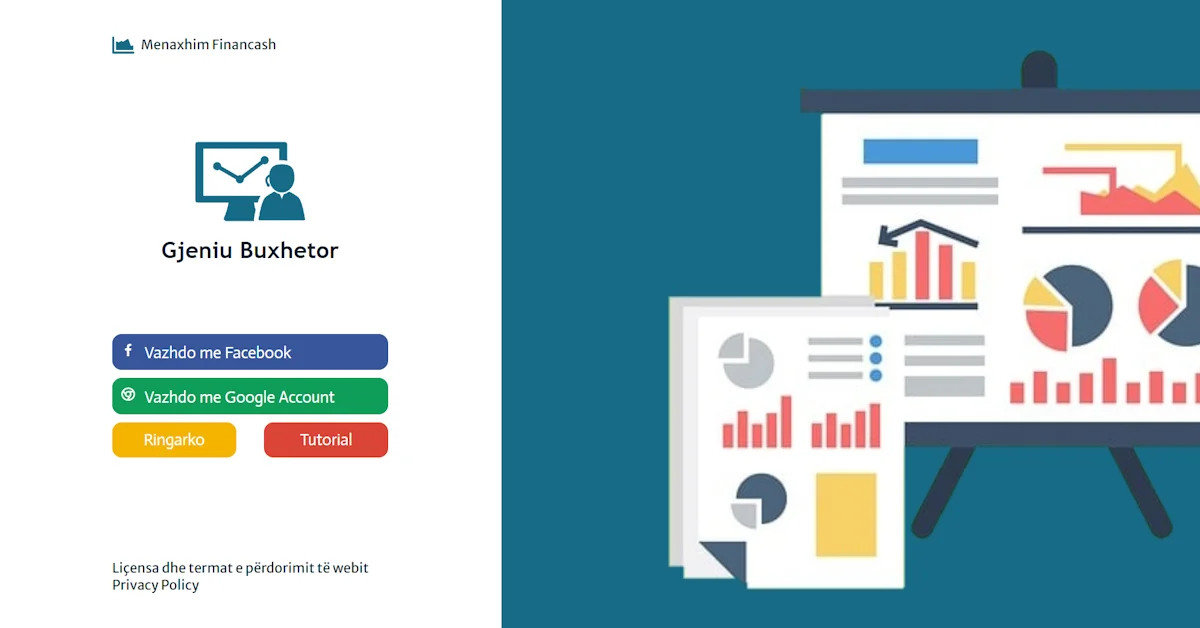 Menaxhim Financash
Gjeniu Buxhetor
Vazhdo me Facebook
Vazhdo me Google Account
Ringarko
Tutorial
Liçensa dhe termat e përdorimit të webit
Privacy Policy